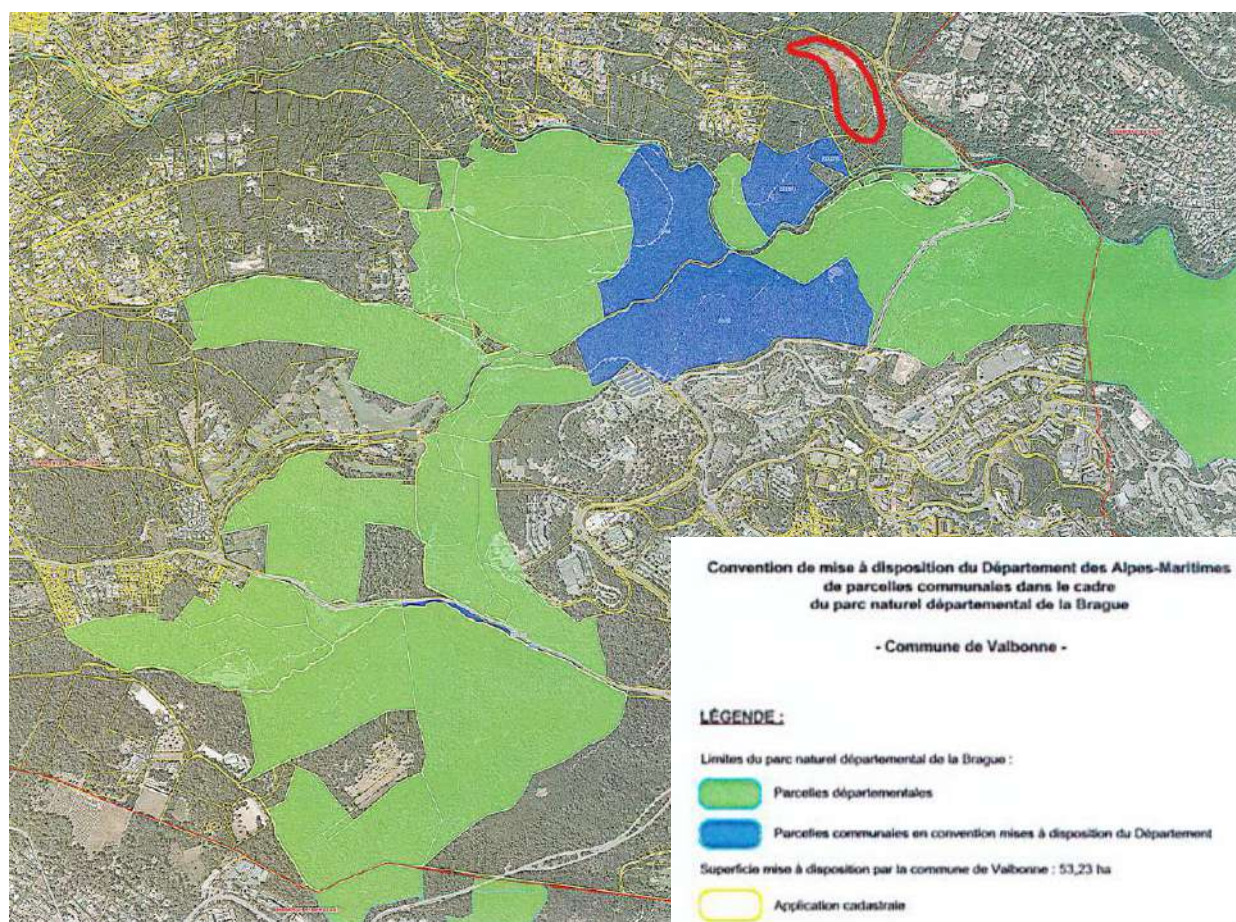 Convention de mise à disposition du Département des Alpes-Maritimes
de parcelles communales dans le cadre
du parc naturel départemental de la Brague
- Commune de Valbonne -
LÉGENDE :
Limites du parc naturel départemental de la Brague :
Parcelles départementales
Parcelles communales en convention mises à disposition du Département
Superficie mise à disposition par la commune de Valbonne : 53,23 ha
Application cadastrale